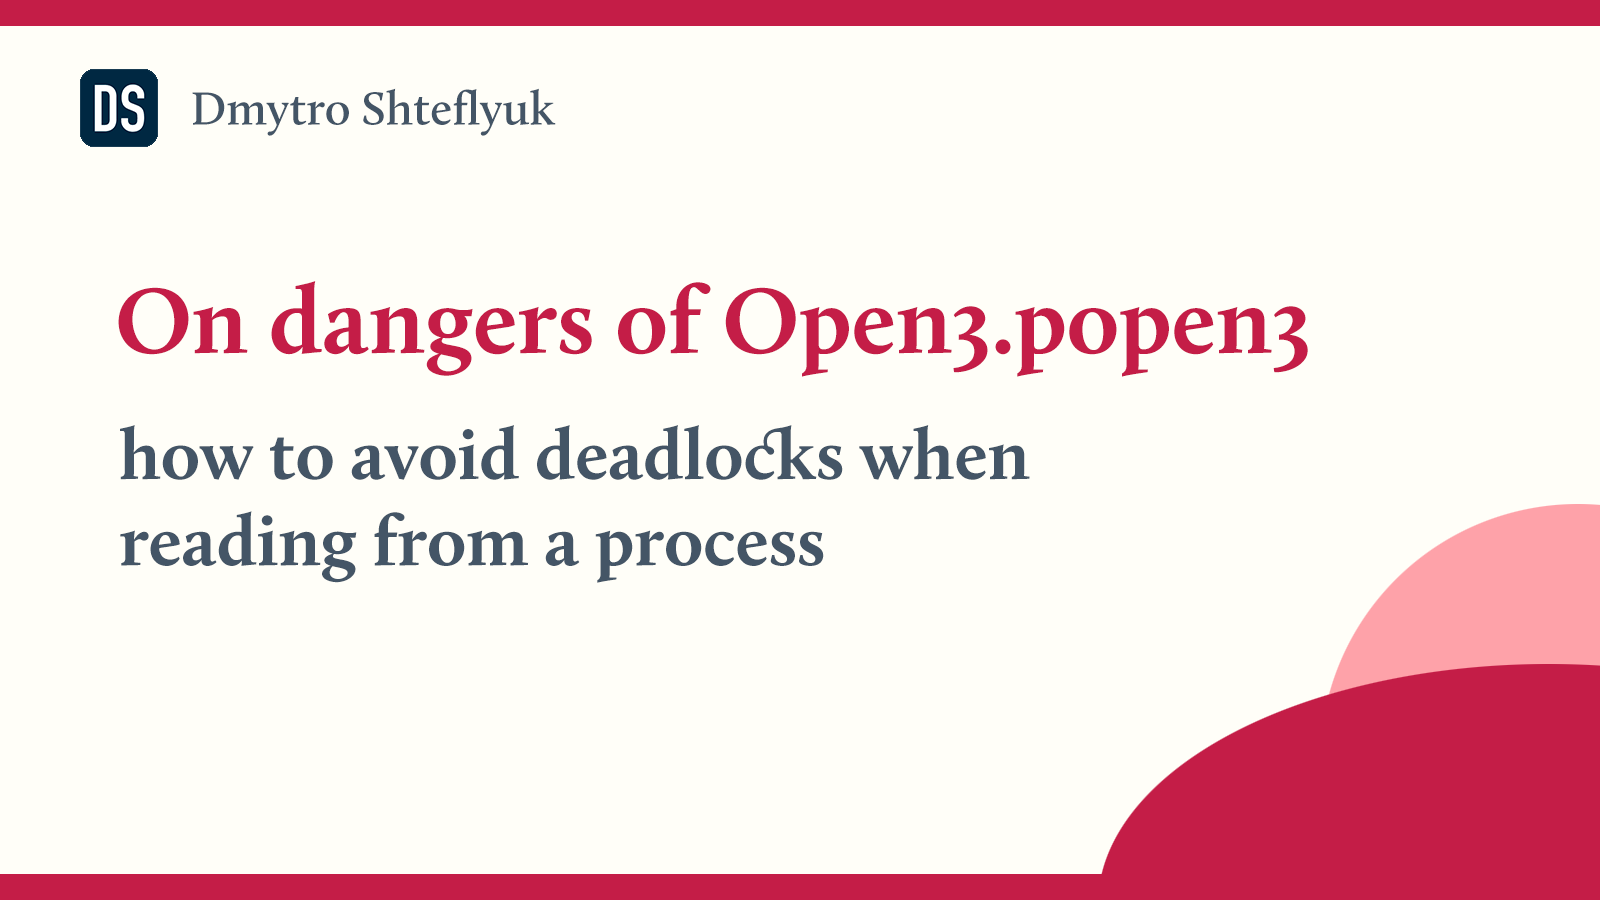 DS
Dmytro Shteflyuk
On dangers of Open3.popen3
how to avoid deadlocks when
reading from a process